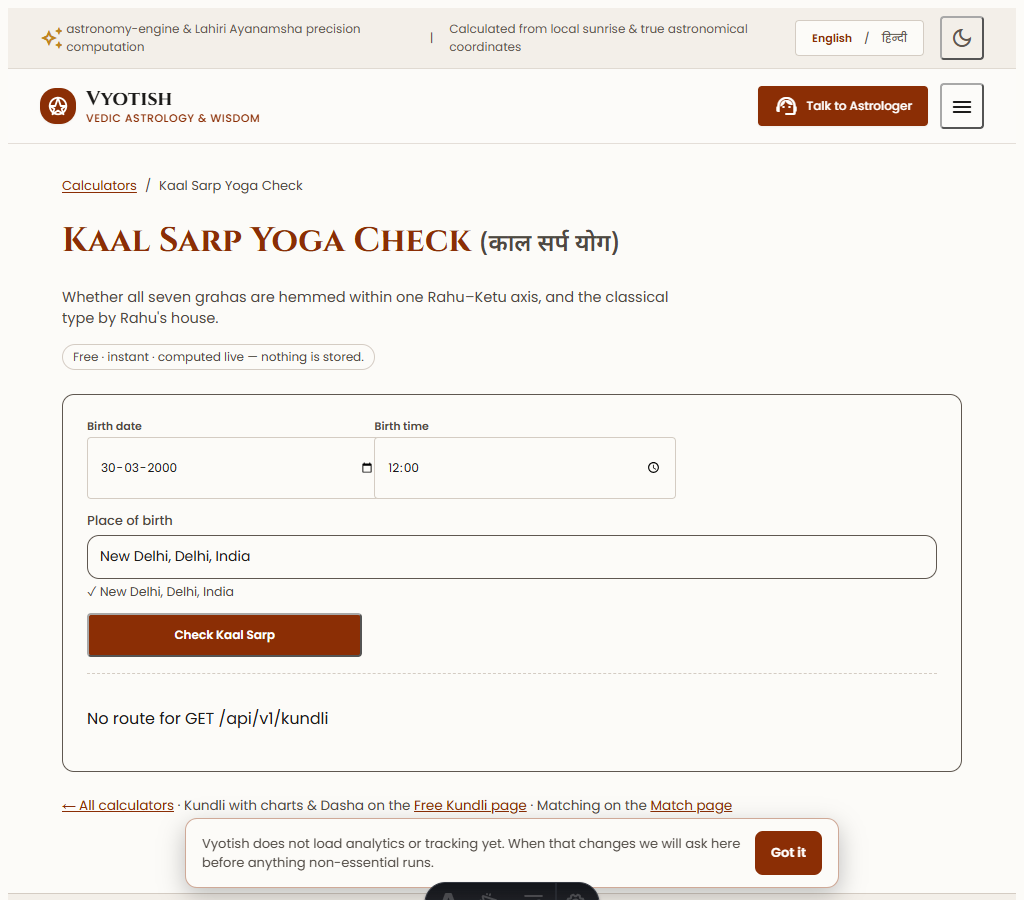 astronomy-engine & Lahiri Ayanamsha precision
computation
|
Calculated from local sunrise & true astronomical
coordinates
English / हिन्दी
Vyotish
VEDIC ASTROLOGY & WISDOM
Talk to Astrologer
Calculators / Kaal Sarp Yoga Check
Kaal Sarp Yoga Check (काल सर्प योग)
Whether all seven grahas are hemmed within one Rahu–Ketu axis, and the classical
type by Rahu's house.
Free · instant · computed live — nothing is stored.
Birth date
Birth time
30-03-2000
12:00
Place of birth
New Delhi, Delhi, India
✓ New Delhi, Delhi, India
Check Kaal Sarp
No route for GET /api/v1/kundli
← All calculators · Kundli with charts & Dasha on the Free Kundli page · Matching on the Match page
Vyotish does not load analytics or tracking yet. When that changes we will ask here
before anything non-essential runs.
Got it